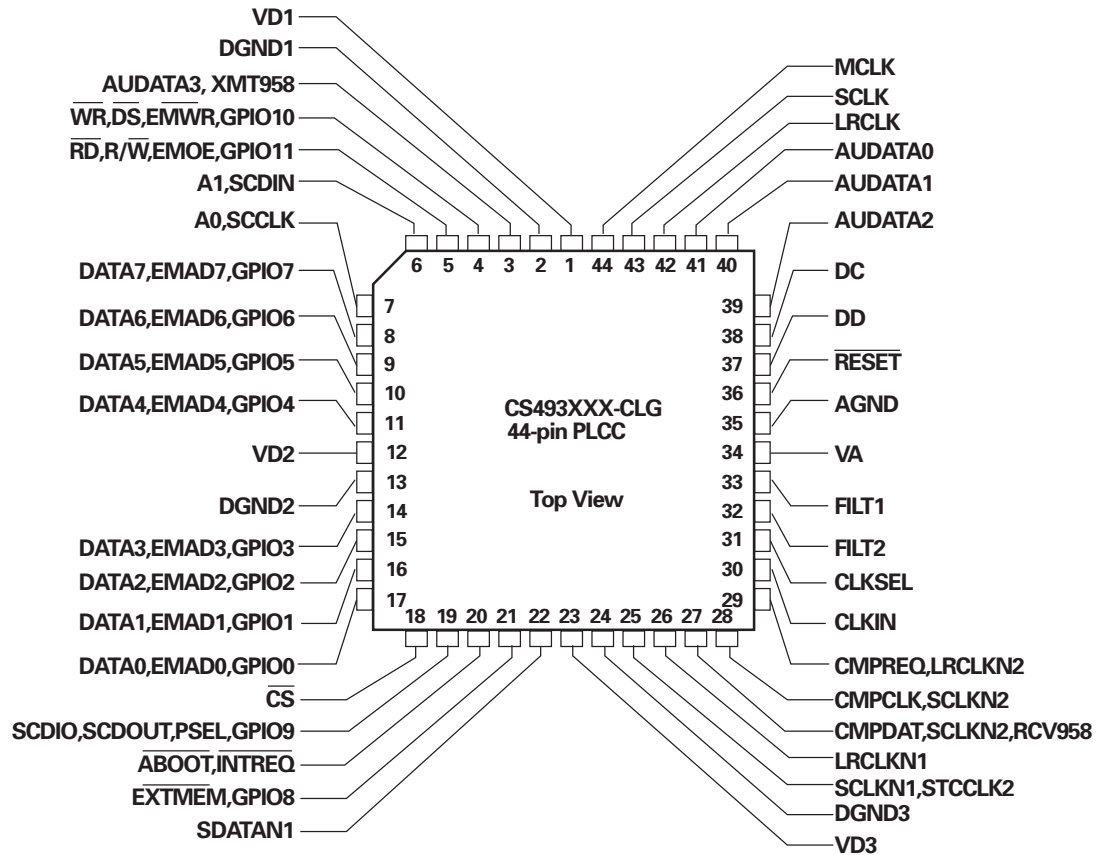 VD1
DGND1
AUDATA3, XMT958
WR,DS,EMWR,GPIO10
RD,R/W,EMOE,GPIO11
A1,SCDIN
A0,SCCLK
DATA7,EMAD7,GPIO7
DATA6,EMAD6,GPIO6
DATA5,EMAD5,GPIO5
DATA4,EMAD4,GPIO4
VD2
DGND2
DATA3,EMAD3,GPIO3
DATA2,EMAD2,GPIO2
DATA1,EMAD1,GPIO1
DATA0,EMAD0,GPIO0
CS
SCDIO,SCDOUT,PSEL,GPIO9
ABOOT,INTREQ
EXTMEM,GPIO8
SDATAN1
6 5 4 3 2 1 44 43 42 41 40
7
8
9
10
11
12
13
14
15
16
17
CS493XXX-CLG
44-pin PLCC
Top View
39
38
37
36
35
34
33
32
31
30
29
18 19 20 21 22 23 24 25 26 27 28
MCLK
SCLK
LRCLK
AUDATA0
AUDATA1
AUDATA2
DC
DD
RESET
AGND
VA
FILT1
FILT2
CLKSEL
CLKIN
CMPREQ,LRCLKN2
CMPCLK,SCLKN2
CMPDAT,SCLKN2,RCV958
LRCLKN1
SCLKN1,STCCLK2
DGND3
VD3